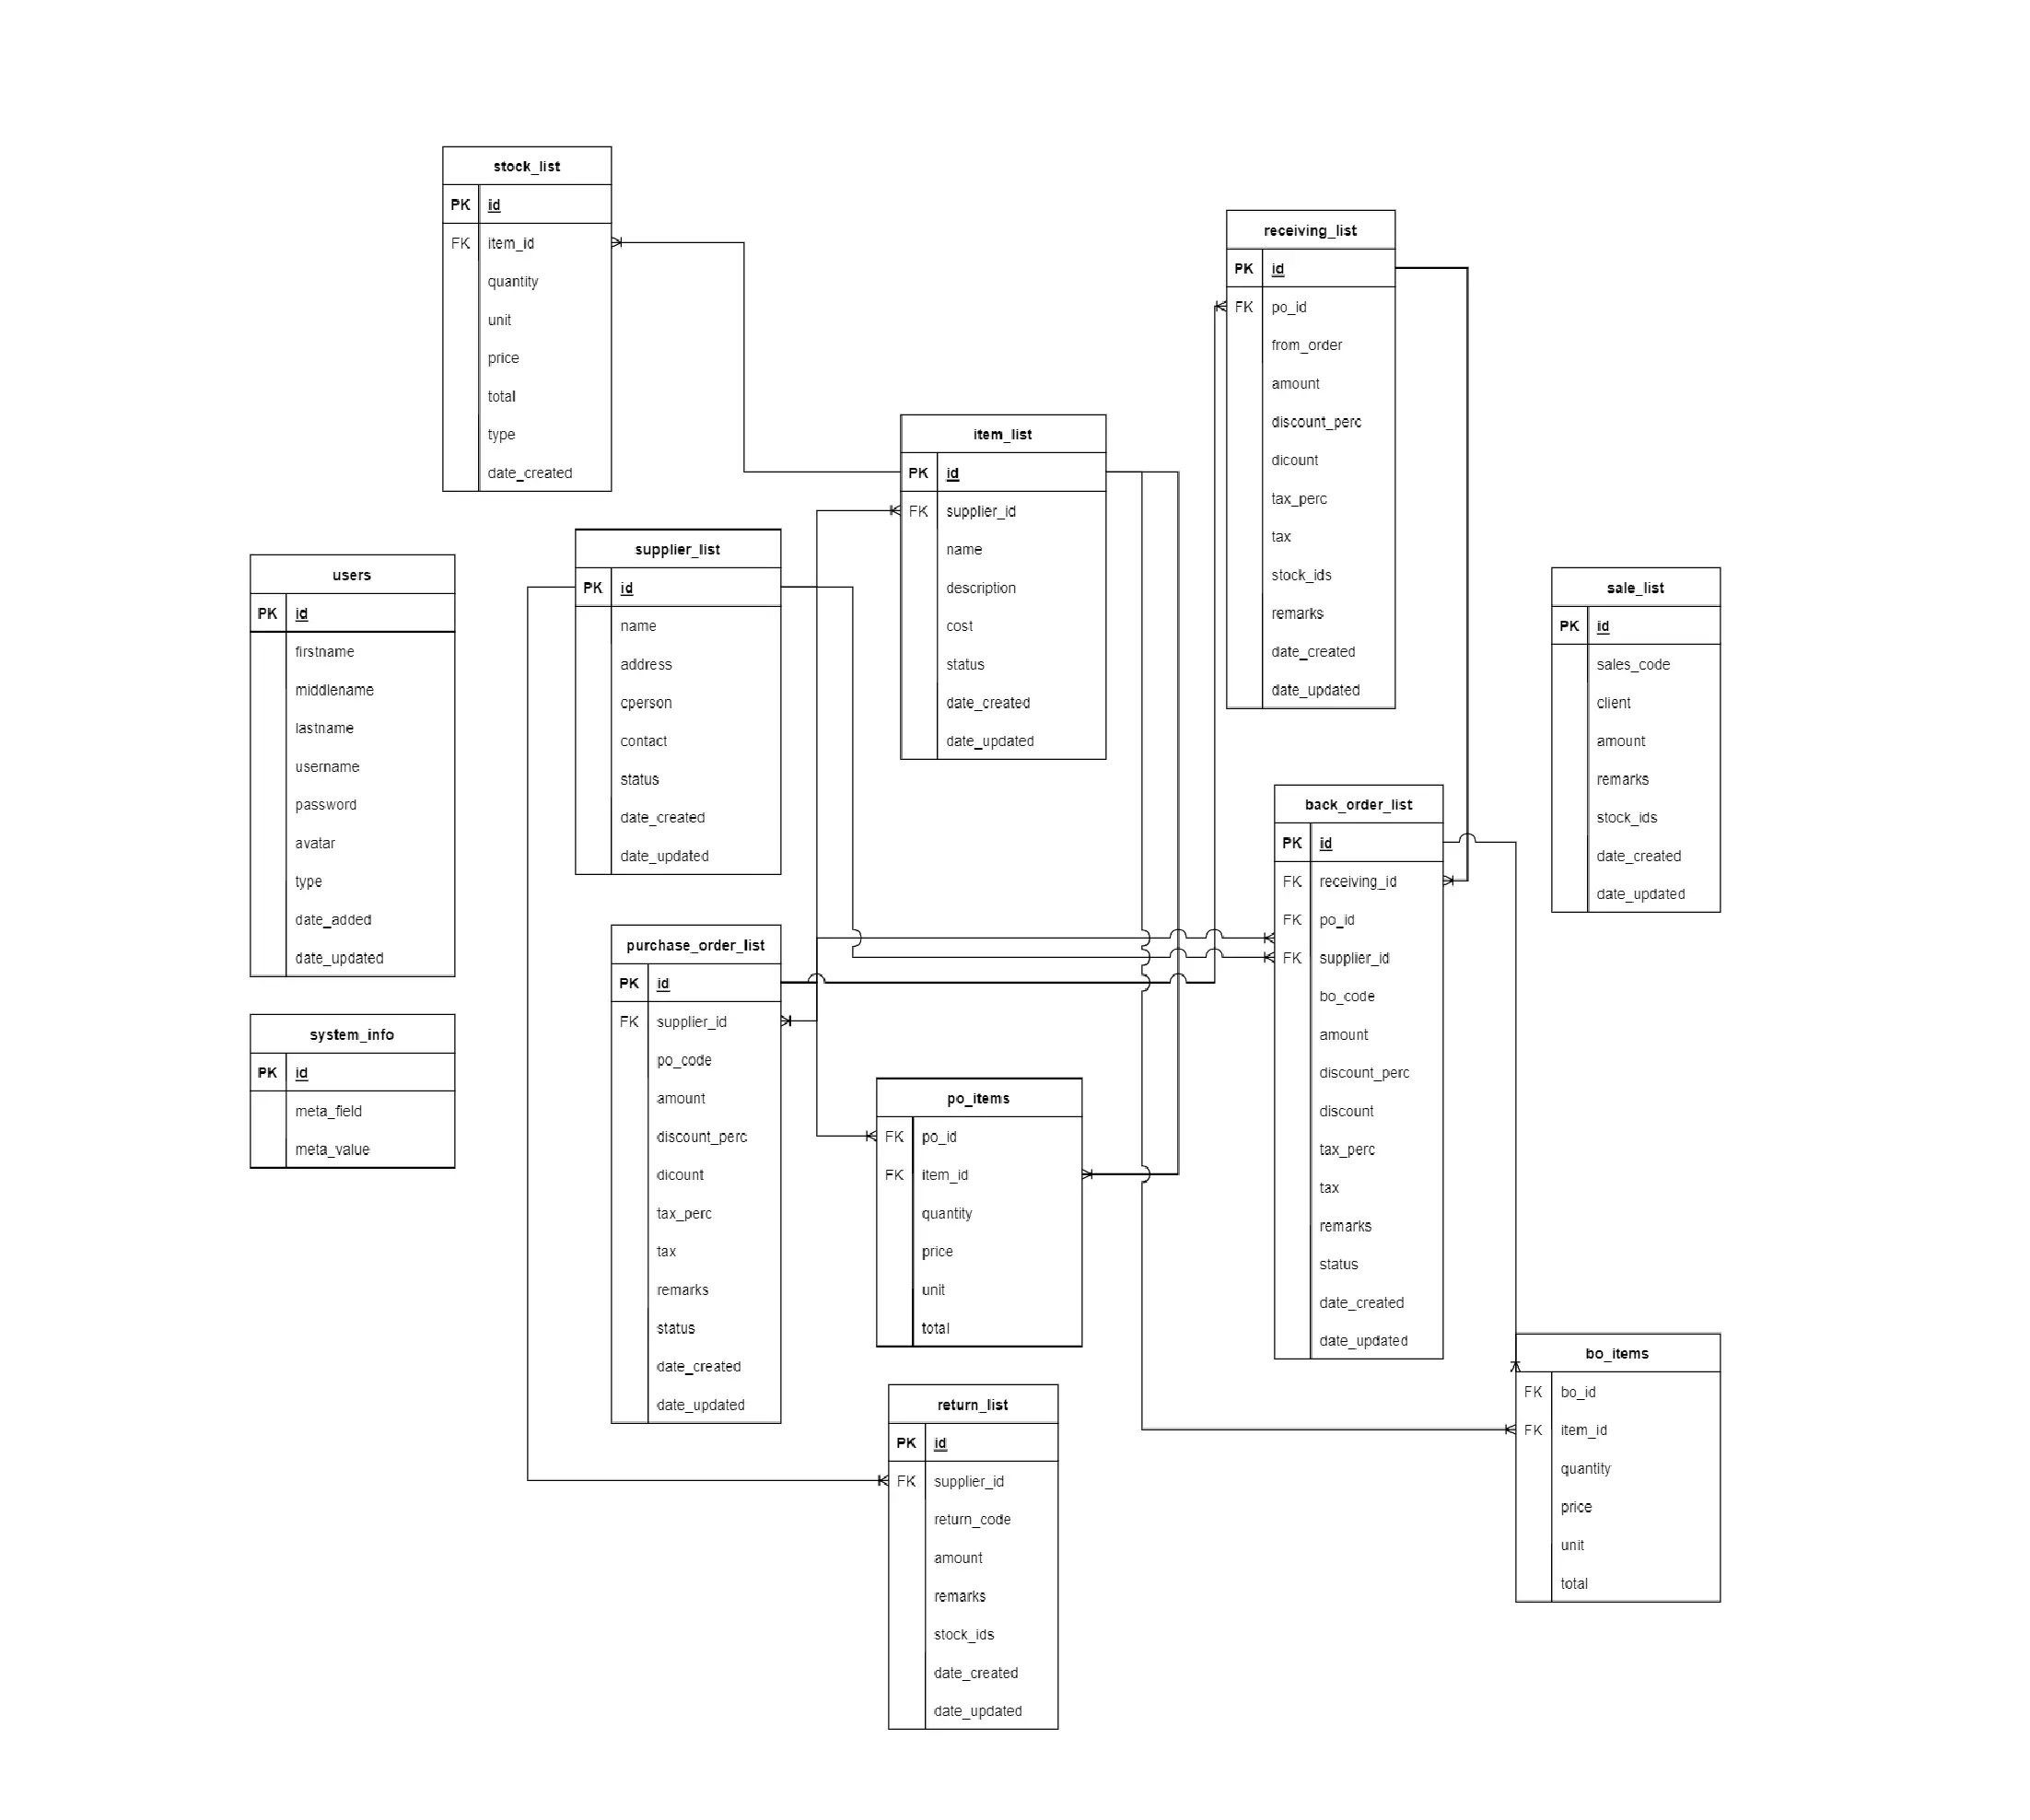 stock_list
PK id
FK item_id
quantity
unit
price
total
type
date_created
receiving_list
PK id
FK po_id
from_order
amount
discount_perc
dicount
tax_perc
tax
stock_ids
remarks
date_created
date_updated
item_list
PK id
FK supplier_id
name
description
cost
status
date_created
date_updated
supplier_list
PK id
name
address
cperson
contact
status
date_created
date_updated
users
PK id
firstname
middlename
lastname
username
password
avatar
type
date_added
date_updated
sale_list
PK id
sales_code
client
amount
remarks
stock_ids
date_created
date_updated
back_order_list
PK id
FK receiving_id
FK po_id
FK supplier_id
bo_code
amount
discount_perc
discount
tax_perc
tax
remarks
status
date_created
date_updated
purchase_order_list
PK id
FK supplier_id
po_code
amount
discount_perc
dicount
tax_perc
tax
remarks
status
date_created
date_updated
system_info
PK id
meta_field
meta_value
po_items
FK po_id
FK item_id
quantity
price
unit
total
bo_items
FK bo_id
FK item_id
quantity
price
unit
total
return_list
PK id
FK supplier_id
return_code
amount
remarks
stock_ids
date_created
date_updated